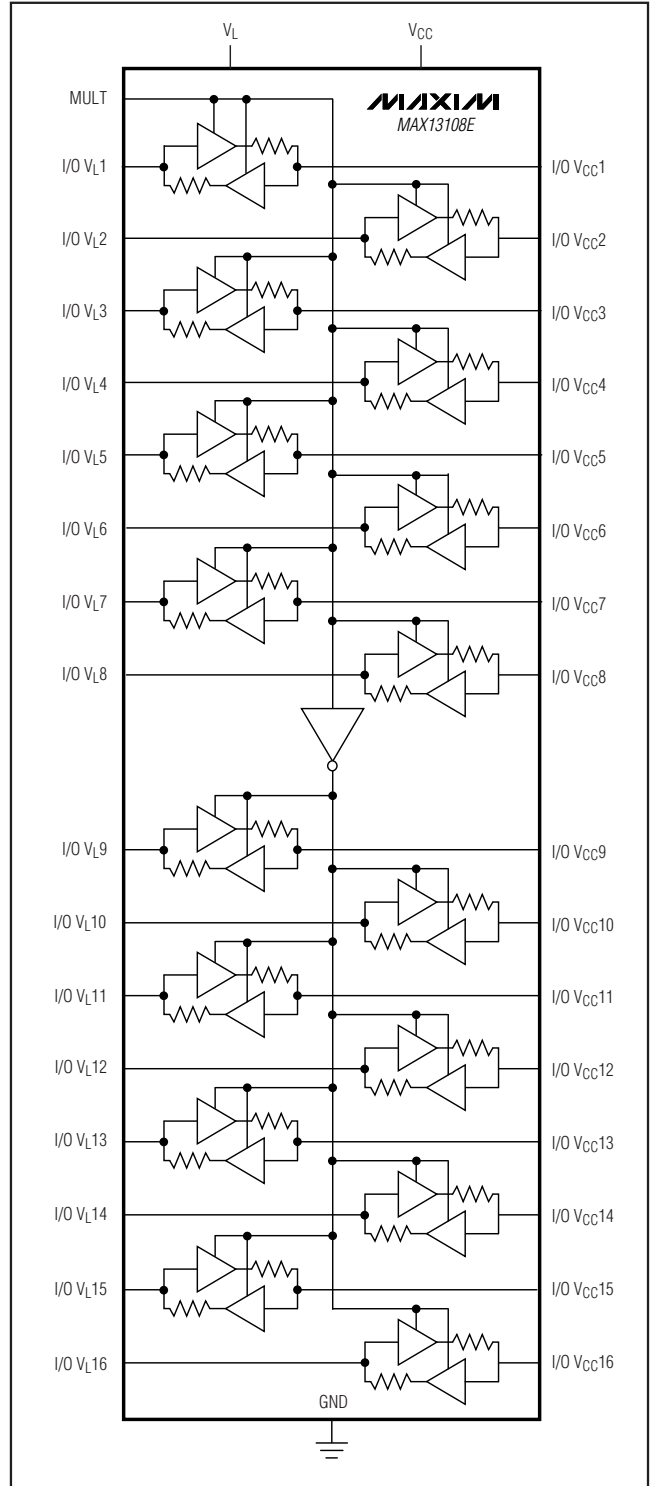 VL VCC
MULT
MAXIM
MAX13108E
I/O VL1 I/O VCC1
I/O VL2 I/O VCC2
I/O VL3 I/O VCC3
I/O VL4 I/O VCC4
I/O VL5 I/O VCC5
I/O VL6 I/O VCC6
I/O VL7 I/O VCC7
I/O VL8 I/O VCC8
I/O VL9 I/O VCC9
I/O VL10 I/O VCC10
I/O VL11 I/O VCC11
I/O VL12 I/O VCC12
I/O VL13 I/O VCC13
I/O VL14 I/O VCC14
I/O VL15 I/O VCC15
I/O VL16 I/O VCC16
GND